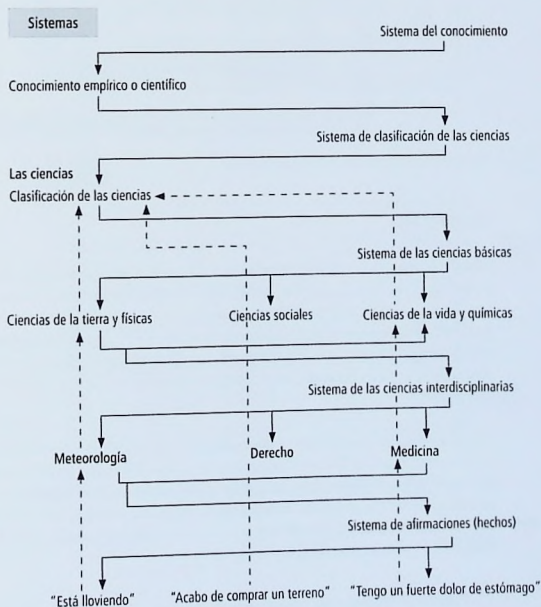 Sistemas
Sistema del conocimiento
Conocimiento empírico o científico
Sistema de clasificación de las ciencias
Las ciencias
Clasificación de las ciencias
Sistema de las ciencias básicas
Ciencias de la tierra y físicas
Ciencias sociales
Ciencias de la vida y químicas
Sistema de las ciencias interdisciplinarias
Meteorología
Derecho
Medicina
Sistema de afirmaciones (hechos)
"Está lloviendo"
"Acabo de comprar un terreno"
"Tengo un fuerte dolor de estómago"